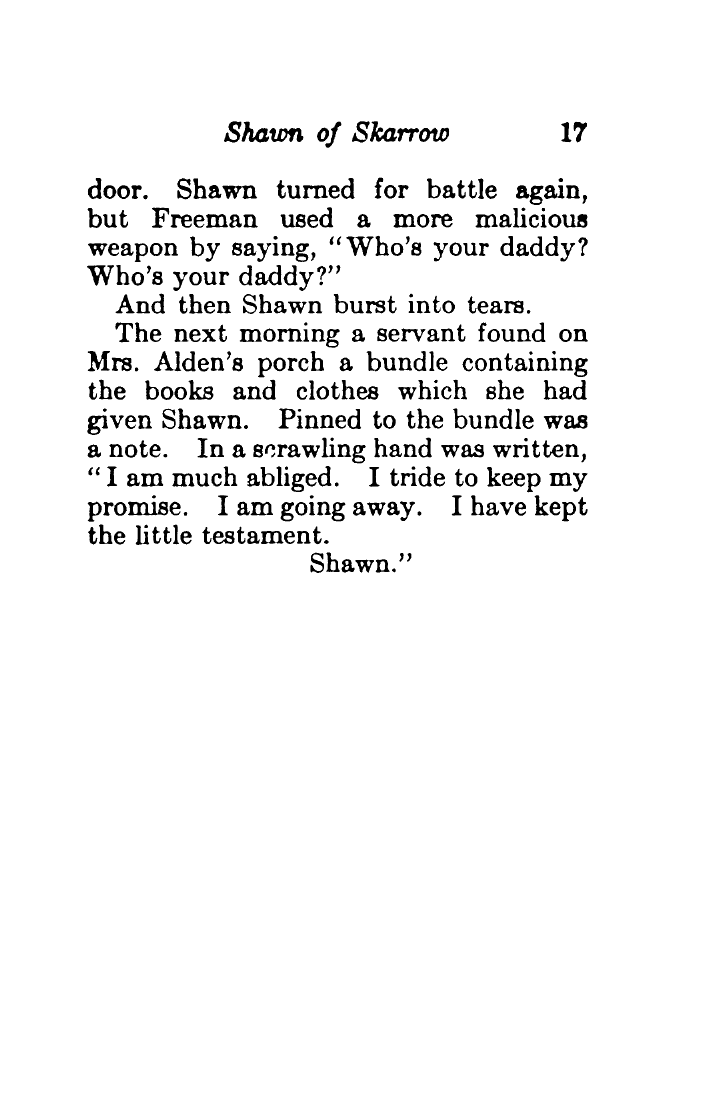 Shawn of Skarrow 17
door. Shawn turned for battle again,
but Freeman used a more malicious
weapon by saying, "Who's your daddy?
Who's your daddy?"
And then Shawn burst into tears.
The next morning a servant found on
Mrs. Alden's porch a bundle containing
the books and clothes which she had
given Shawn. Pinned to the bundle was
a note. In a scrawling hand was written,
"I am much abliged. I tride to keep my
promise. I am going away. I have kept
the little testament.
Shawn."